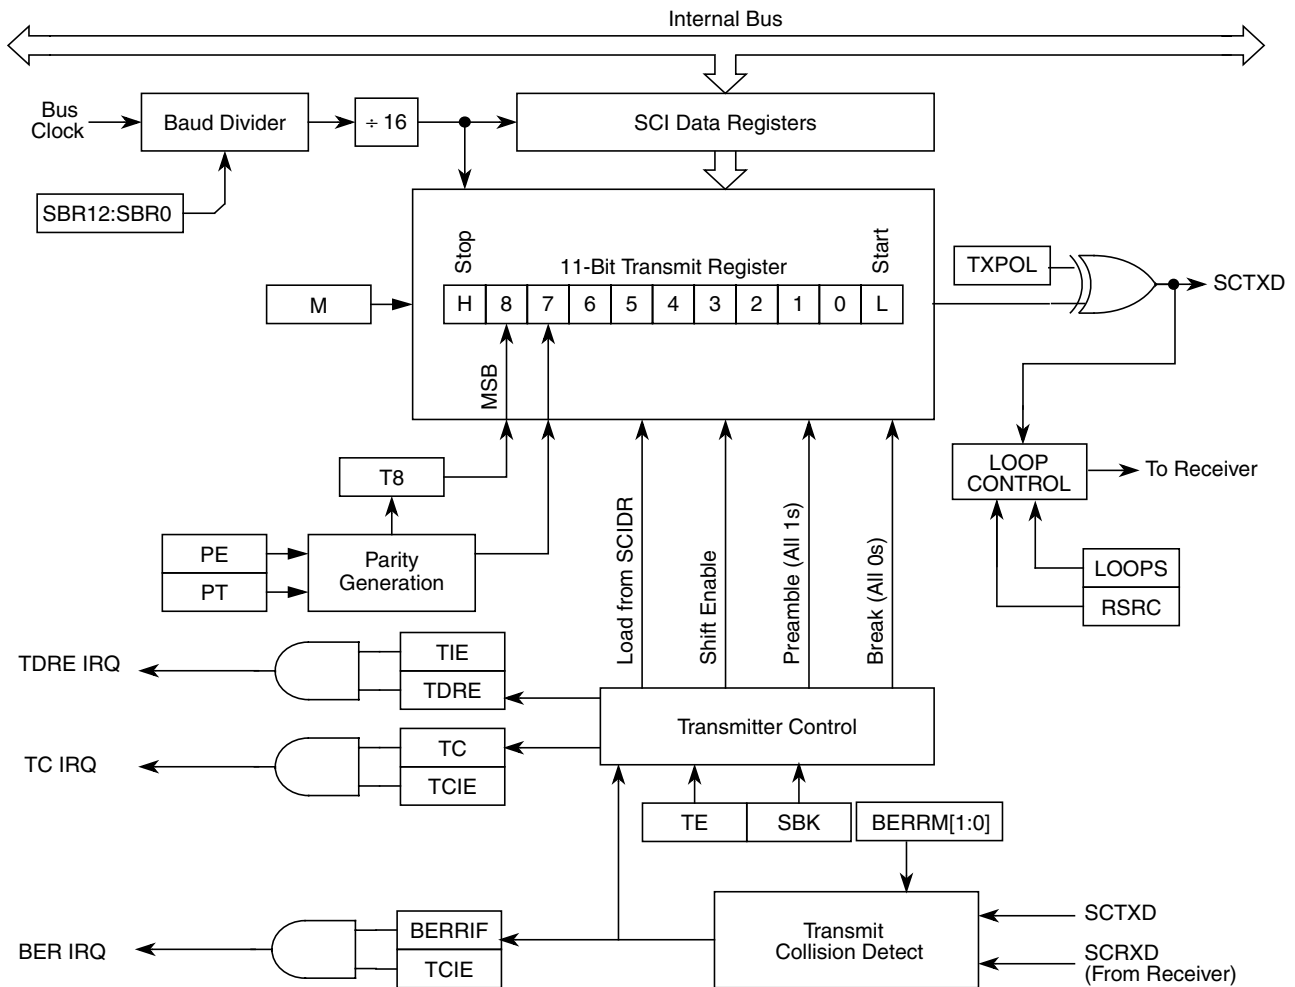 Internal Bus
Bus
Clock
Baud Divider
÷ 16
SCI Data Registers
SBR12:SBR0
Stop
11-Bit Transmit Register
Start
TXPOL
SCTXD
M
H 8 7 6 5 4 3 2 1 0 L
MSB
T8
LOOP
CONTROL
To Receiver
PE
PT
Parity
Generation
Load from SCIDR
Shift Enable
Preamble (All 1s)
Break (All 0s)
LOOPS
RSRC
TDRE IRQ
TIE
TDRE
Transmitter Control
TC IRQ
TC
TCIE
TE
SBK
BERRM[1:0]
BER IRQ
BERRIF
TCIE
Transmit
Collision Detect
SCTXD
SCRXD
(From Receiver)